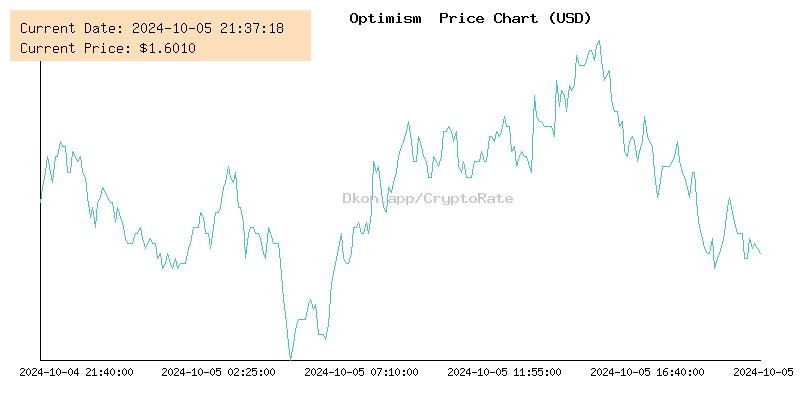 Optimism Price Chart (USD)
Current Date: 2024-10-05 21:37:18
Current Price: $1.6010
Dkon.app/CryptoRate
2024-10-04 21:40:00 2024-10-05 02:25:00 2024-10-05 07:10:00 2024-10-05 11:55:00 2024-10-05 16:40:00 2024-10-05